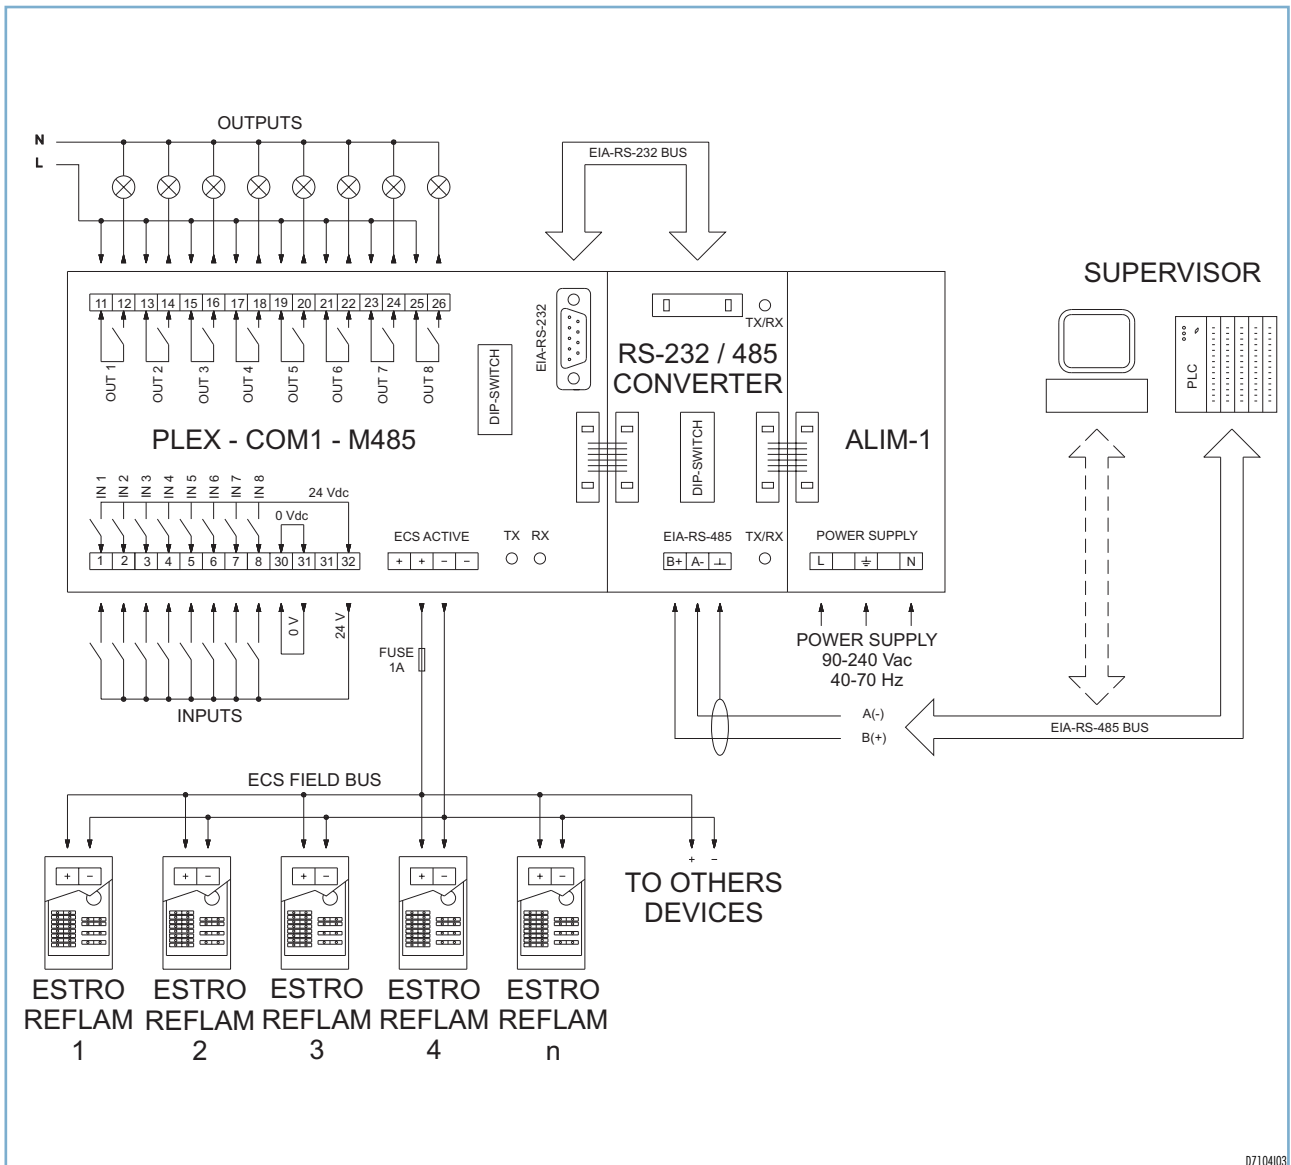 OUTPUTS
N
L
EIA-RS-232 BUS
SUPERVISOR
11 12 13 14 15 16 17 18 19 20 21 22 23 24 25 26
EIA-RS-232
TX/RX
OUT 1
OUT 2
OUT 3
OUT 4
OUT 5
OUT 6
OUT 7
OUT 8
DIP-SWITCH
RS-232 / 485
CONVERTER
PLC
PLEX - COM1 - M485
DIP-SWITCH
ALIM-1
IN 1
IN 2
IN 3
IN 4
IN 5
IN 6
IN 7
IN 8
24 Vdc
0 Vdc
ECS ACTIVE
TX RX
EIA-RS-485
TX/RX
POWER SUPPLY
1 2 3 4 5 6 7 8 30 31 31 32
+ + − −
B+ A-
L N
0 V
24 V
FUSE
1A
POWER SUPPLY
90-240 Vac
40-70 Hz
INPUTS
A(-)
B(+)
EIA-RS-485 BUS
ECS FIELD BUS
+ −
+ −
+ −
+ −
+ −
+ −
TO OTHERS
DEVICES
ESTRO
REFLAM
1
ESTRO
REFLAM
2
ESTRO
REFLAM
3
ESTRO
REFLAM
4
ESTRO
REFLAM
n
D7104I03